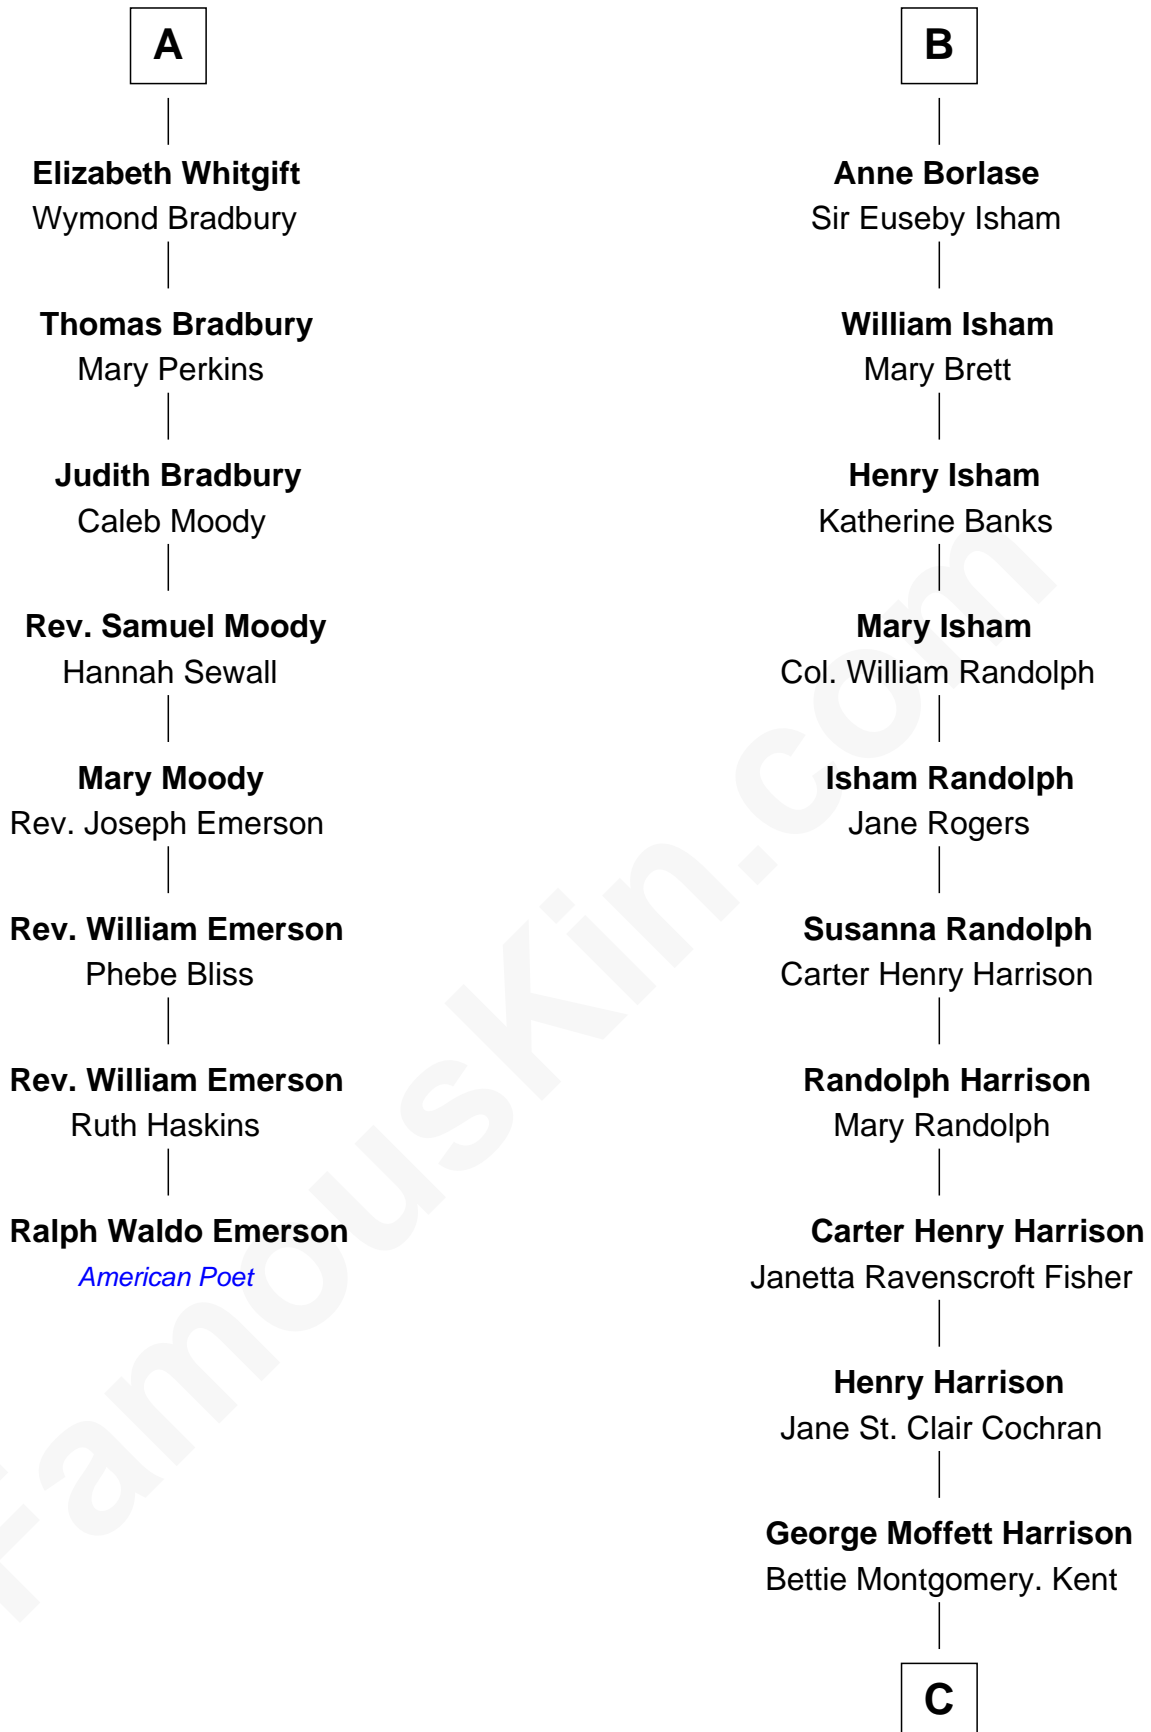 A
Elizabeth Whitgift
Wymond Bradbury
Thomas Bradbury
Mary Perkins
Judith Bradbury
Caleb Moody
Rev. Samuel Moody
Hannah Sewall
Mary Moody
Rev. Joseph Emerson
Rev. William Emerson
Phebe Bliss
Rev. William Emerson
Ruth Haskins
Ralph Waldo Emerson
American Poet
B
Anne Borlase
Sir Euseby Isham
William Isham
Mary Brett
Henry Isham
Katherine Banks
Mary Isham
Col. William Randolph
Isham Randolph
Jane Rogers
Susanna Randolph
Carter Henry Harrison
Randolph Harrison
Mary Randolph
Carter Henry Harrison
Janetta Ravenscroft Fisher
Henry Harrison
Jane St. Clair Cochran
George Moffett Harrison
Bettie Montgomery. Kent
C
FamousKin.com